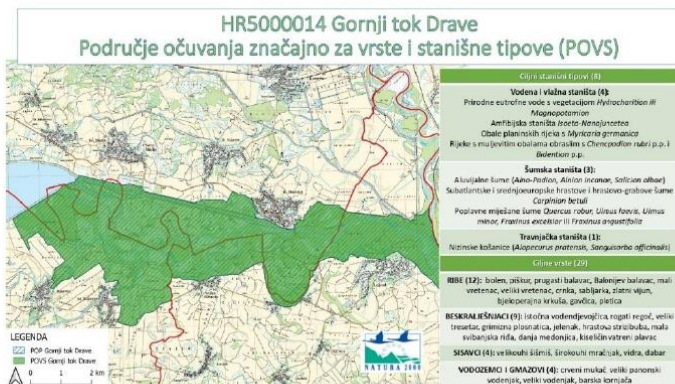 HR5000014 Gornji tok Drave
Područje očuvanja značajno za vrste i stanišne tipove (POVS)
Ciljni stanišni tipovi (8)
Vodena i vlažna staništa (4):
Prirodne eutrofne vode s vegetacijom Hydrocharition ili
Magnopotamion
Amfibijska staništa Isoeto-Nanojuncetea
Obale planinskih rijeka s Myricaria germanica
Rijeke s muljevitim obalama obraslim s Chenopodion rubri p.p. i
Bidention p.p.
Šumska staništa (3):
Aluvijalne šume (Alno-Padion, Alnion incanae, Salicion albae)
Subatlantske i srednjoeuropske hrastove i hrastovo-grabove šume
Carpinion betuli
Poplavne miješane šume Quercus robur, Ulmus laevis, Ulmus
minor, Fraxinus excelsior ili Fraxinus angustifolia
Travnjačka staništa (1):
Nizinske košanice (Alopecurus pratensis, Sanguisorba officinalis)
Ciljne vrste (29)
RIBE (12): bolen, piškur, prugasti balavac, Balonijev balavac, mali
vretenac, veliki vretenac, crnka, sabljarka, zlatni vijun,
bjeloperajna krkuša, gavčica, plotica
BESKRALJEŠNJACI (9): istočna vodendjevojčica, rogati regoč, veliki
tresetar, grimizna plosnatica, jelenak, hrastova strizibuba, mala
svibanjska riđa, danja medonjica, kiseličin vatreni plavac
SISAVCI (4): velikouhi šišmiš, širokouhi mračnjak, vidra, dabar
VODOZEMCI I GMAZOVI (4): crveni mukač, veliki panonski
vodenjak, veliki vodenjak, barska kornjača
LEGENDA
POP Gornji tok Drave
POVS Gornji tok Drave
0 1 2 km
NATURA 2000